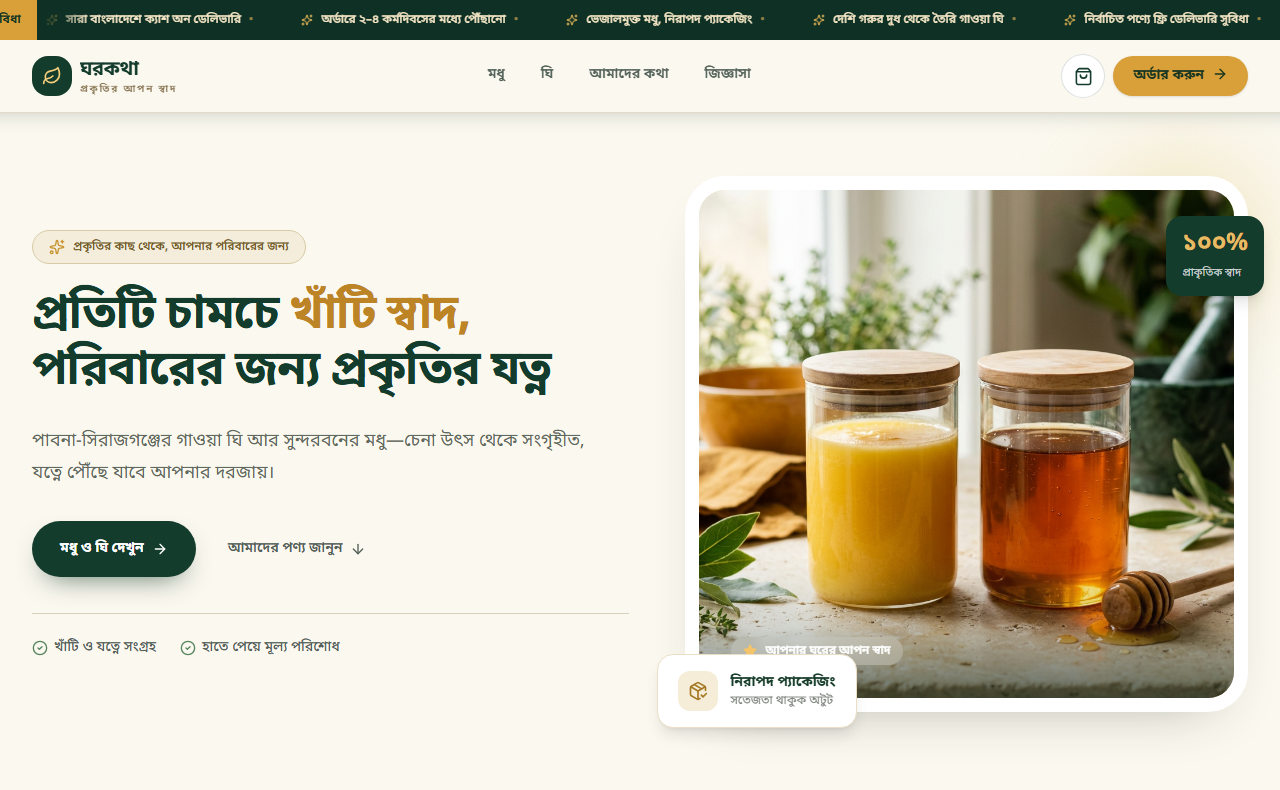 বিধা
সারা বাংলাদেশে ক্যাশ অন ডেলিভারি • অর্ডারে ২–৪ কর্মদিবসের মধ্যে পৌঁছানো • ভেজালমুক্ত মধু, নিরাপদ প্যাকেজিং • দেশি গরুর দুধ থেকে তৈরি গাওয়া ঘি • নির্বাচিত পণ্যে ফ্রি ডেলিভারি সুবিধা •
ঘরকথা
প্রকৃতির আপন স্বাদ
মধু ঘি আমাদের কথা জিজ্ঞাসা
অর্ডার করুন
প্রকৃতির কাছ থেকে, আপনার পরিবারের জন্য
প্রতিটি চামচে খাঁটি স্বাদ,
পরিবারের জন্য প্রকৃতির যত্ন
পাবনা-সিরাজগঞ্জের গাওয়া ঘি আর সুন্দরবনের মধু—চেনা উৎস থেকে সংগৃহীত,
যত্নে পৌঁছে যাবে আপনার দরজায়।
মধু ও ঘি দেখুন
আমাদের পণ্য জানুন
খাঁটি ও যত্নে সংগ্রহ
হাতে পেয়ে মূল্য পরিশোধ
১০০%
প্রাকৃতিক স্বাদ
আপনার ঘরের আপন স্বাদ
নিরাপদ প্যাকেজিং
সতেজতা থাকুক অটুট